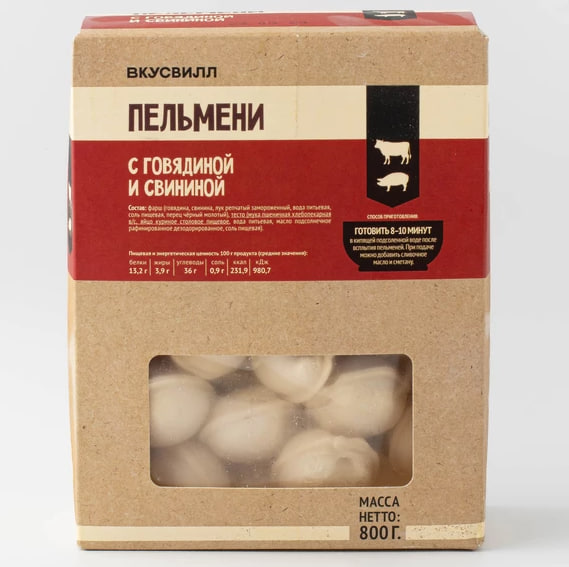 С ГОВЯДИНОЙ
И СВИНИНОЙ
ВКУСВИЛЛ
ПЕЛЬМЕНИ
С ГОВЯДИНОЙ
И СВИНИНОЙ
Состав: фарш (говядина, свинина, лук репчатый замороженный, вода питьевая,
соль пищевая, перец чёрный молотый), тесто (мука пшеничная хлебопекарная
в/с, яйцо куриное столовое пищевое, вода питьевая, масло подсолнечное
рафинированное дезодорированное, соль пищевая).
Пищевая и энергетическая ценность 100 г продукта (средние значения):
белки жиры углеводы соль ккал кДж
13,2 г 3,9 г 36 г 0,9 г 231,9 980,7
СПОСОБ ПРИГОТОВЛЕНИЯ
ГОТОВИТЬ 8-10 МИНУТ
в кипящей подсоленной воде после
всплытия пельменей. При подаче
можно добавить сливочное
масло и сметану.
МАССА
НЕТТО:
800 Г.